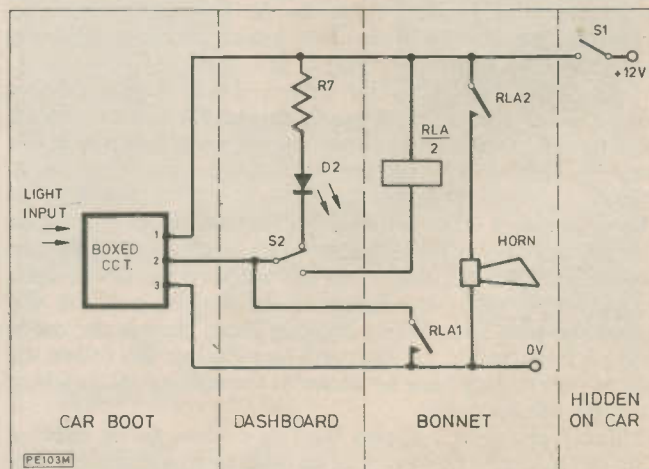 S1
+12V
R7
RLA2
RLA
2
D2
LIGHT
INPUT
S2
BOXED
CCT.
1
2
3
HORN
RLA1
0V
CAR BOOT
DASHBOARD
BONNET
HIDDEN
ON CAR
PE103M